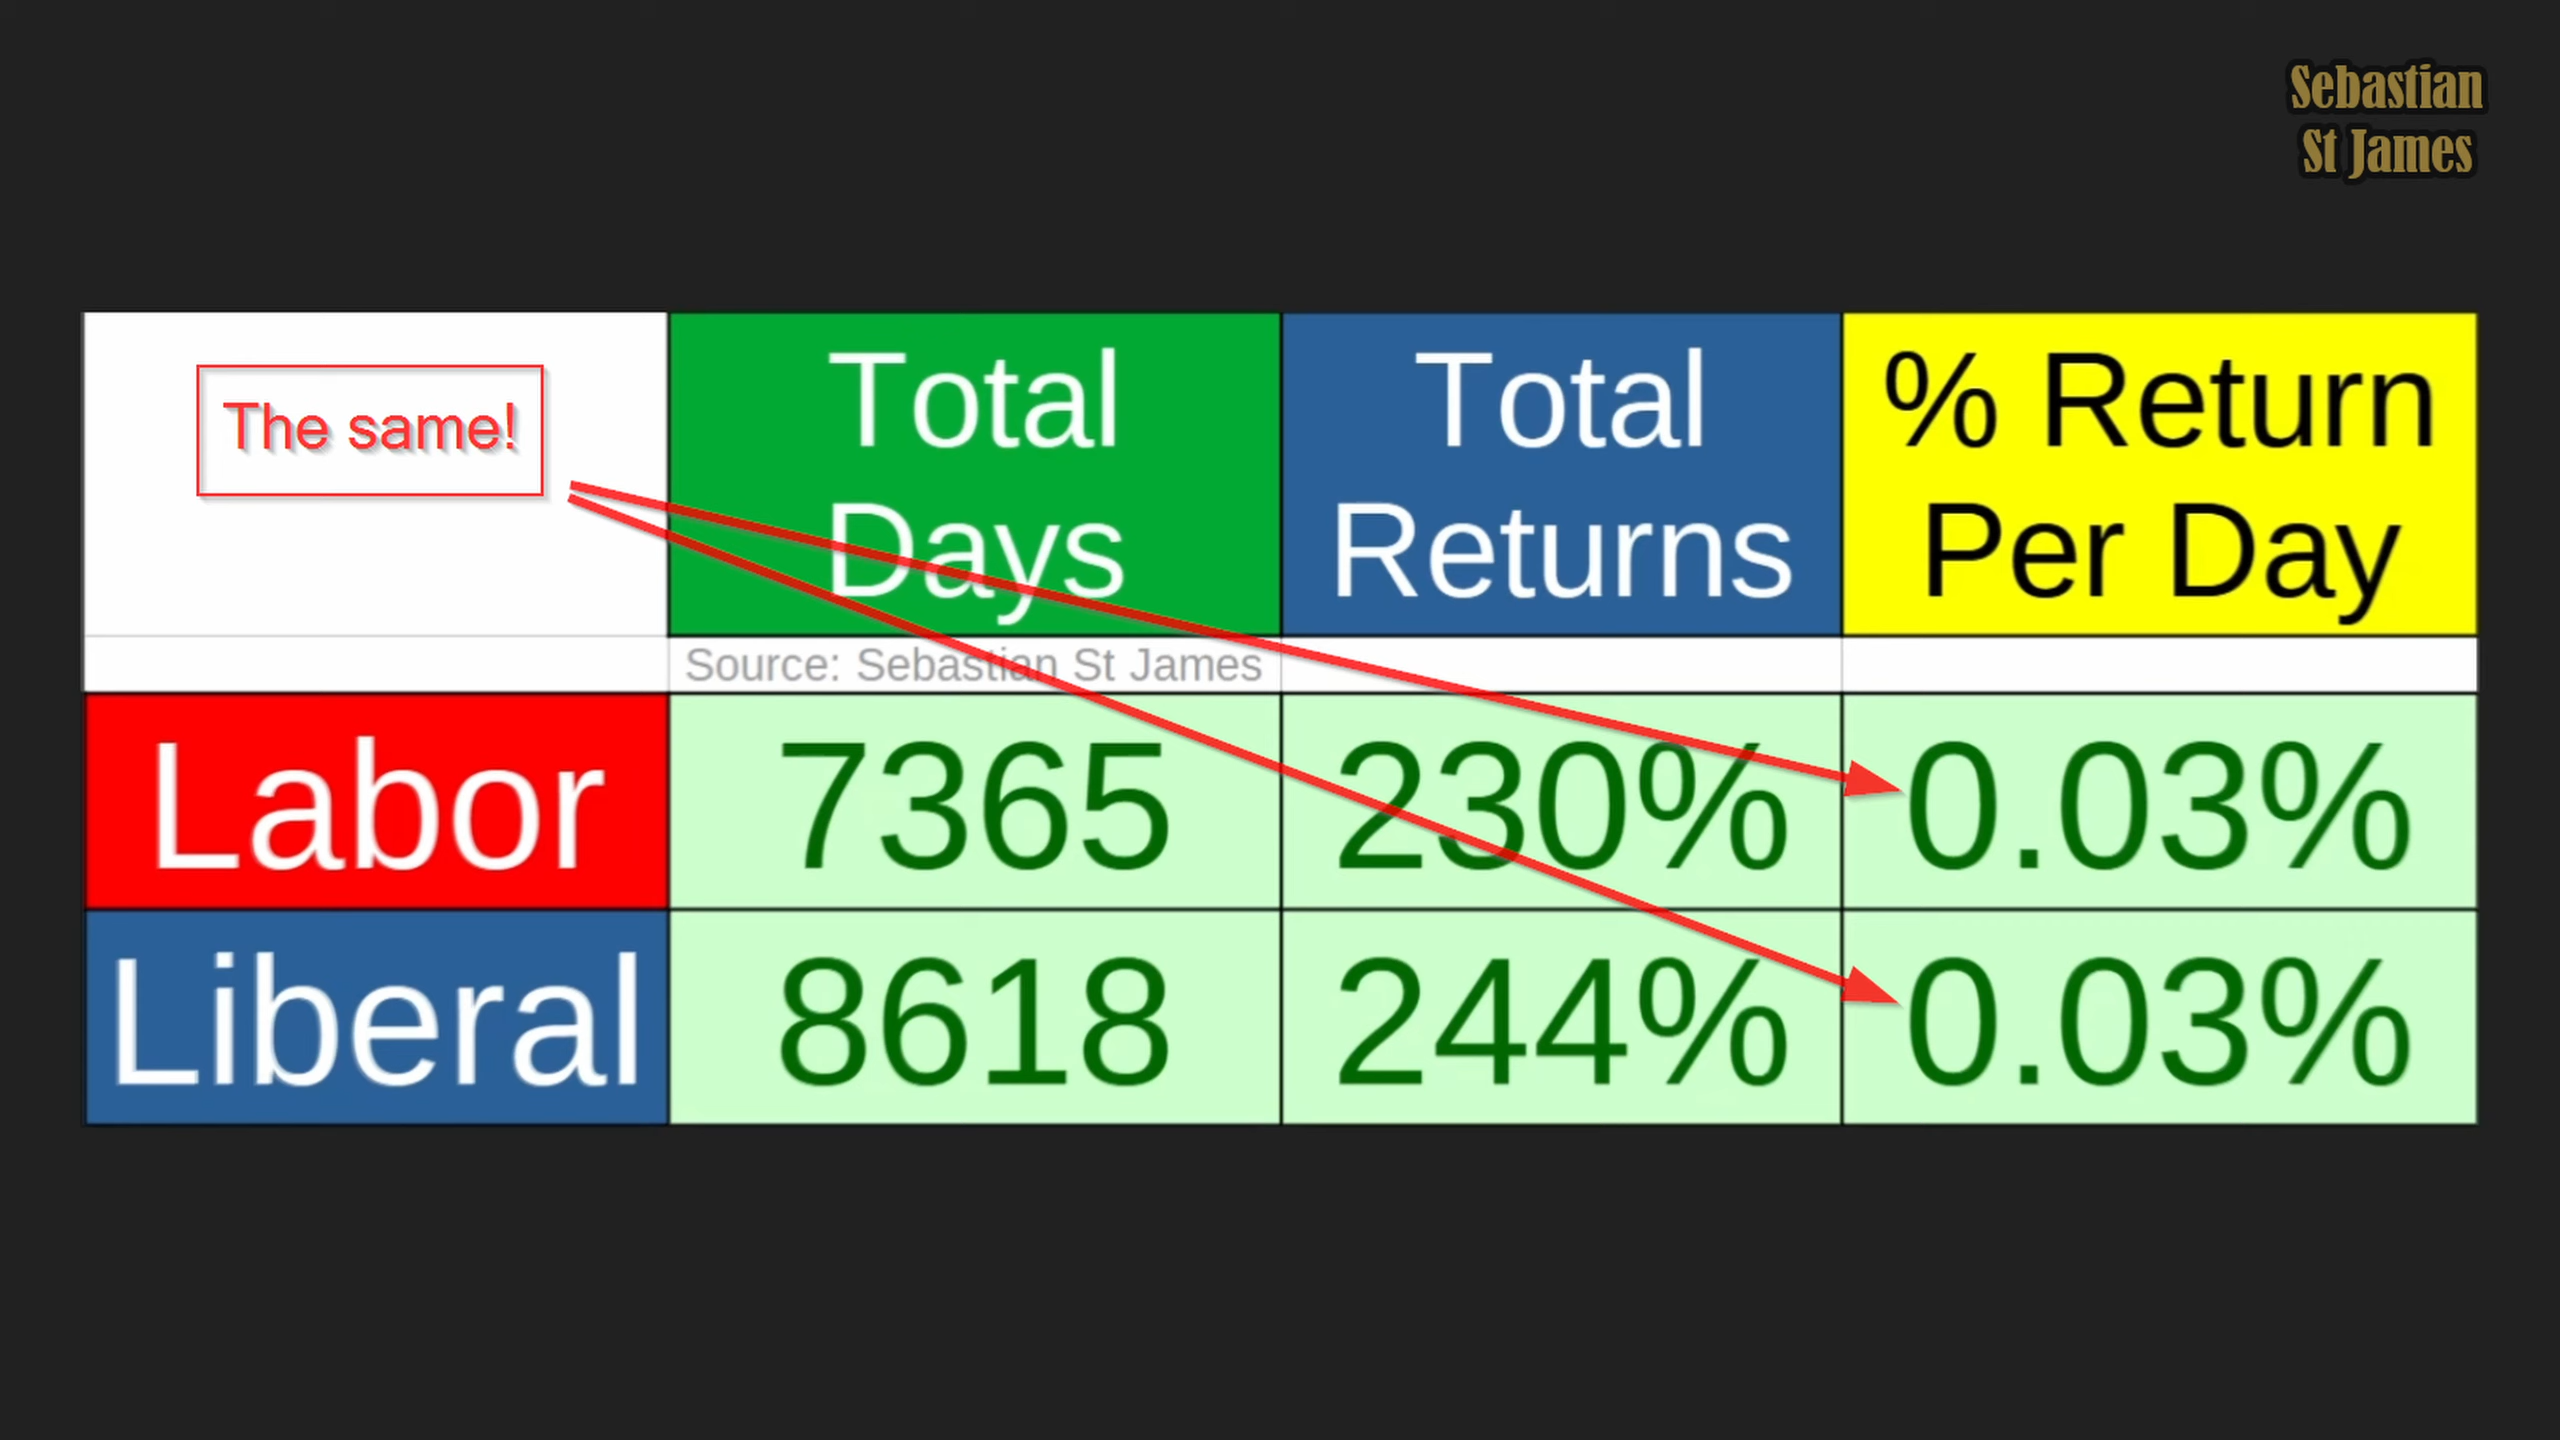 Sebastian
St James
The same!
Total
Days
Total
Returns
% Return
Per Day
Source: Sebastian St James
Labor 7365 230% 0.03%
Liberal 8618 244% 0.03%